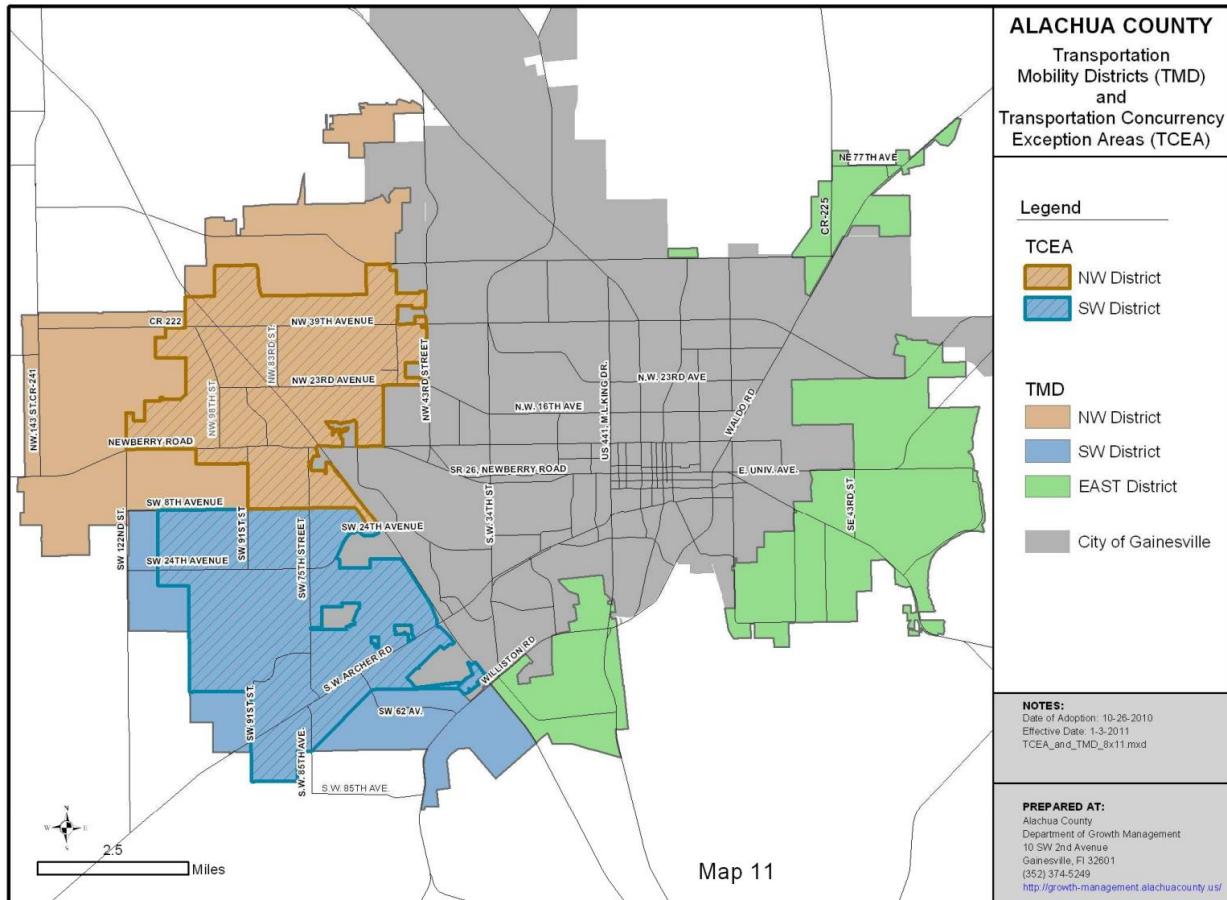 ALACHUA COUNTY
Transportation
Mobility Districts (TMD)
and
Transportation Concurrency
Exception Areas (TCEA)
Legend
TCEA
NW District
SW District
TMD
NW District
SW District
EAST District
City of Gainesville
NOTES:
Date of Adoption: 10-26-2010
Effective Date: 1-3-2011
TCEA_and_TMD_8x11.mxd
PREPARED AT:
Alachua County
Department of Growth Management
10 SW 2nd Avenue
Gainesville, Fl 32601
(352) 374-5249
http://growth-management.alachuacounty.us/
NE 77TH AVE
CR-225
CR-222
NW 39TH AVENUE
NW 83RD ST.
NW 43RD STREET
NW 143 ST.CR-241
NW 98TH ST
NW 23RD AVENUE
N.W. 23RD AVE
US 441, M.L.KING DR.
WALDO RD
N.W. 16TH AVE
NEWBERRY ROAD
SR 26, NEWBERRY ROAD
E. UNIV. AVE.
S.W. 34TH ST.
SE 43RD ST.
SW 8TH AVENUE
SW 122ND ST.
SW 91ST ST
SW 75TH STREET
SW 24TH AVENUE
SW 24TH AVENUE
S.W. ARCHER RD
WILLISTON RD
SW 91ST ST.
SW 62 AV.
S.W. 85TH AVE.
S.W. 85TH AVE.
N
W
E
S
2.5
Miles
Map 11